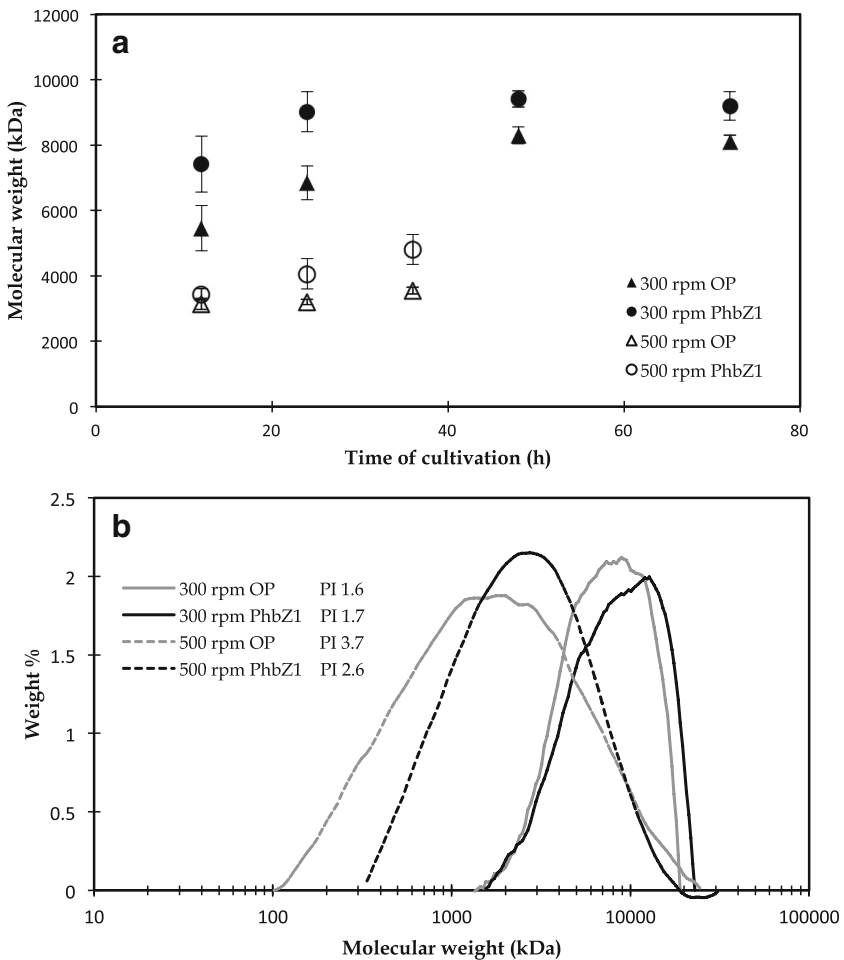 a
12000
10000
8000
6000
4000
2000
0
Molecular weight (kDa)
300 rpm OP
300 rpm PhbZ1
500 rpm OP
500 rpm PhbZ1
0 20 40 60 80
Time of cultivation (h)
b
2.5
2
1.5
1
0.5
0
Weight %
300 rpm OP PI 1.6
300 rpm PhbZ1 PI 1.7
500 rpm OP PI 3.7
500 rpm PhbZ1 PI 2.6
10 100 1000 10000 100000
Molecular weight (kDa)